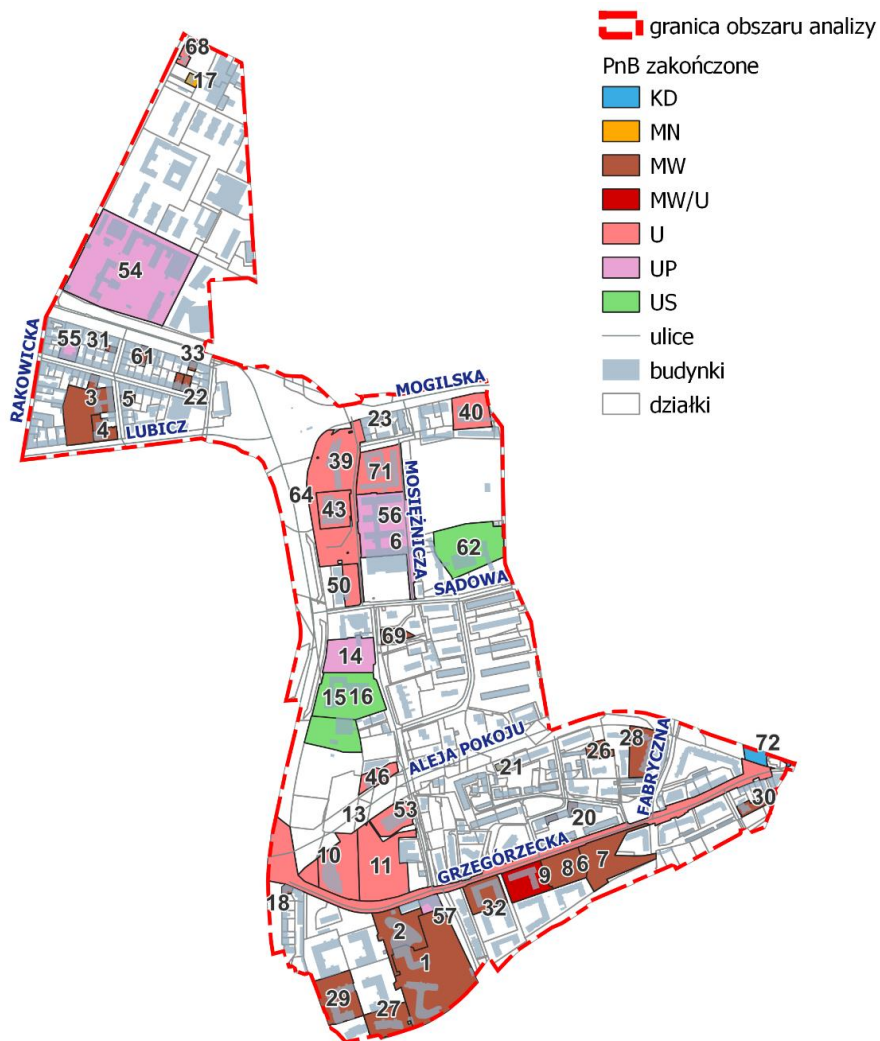 granica obszaru analizy
PnB zakończone
KD
MN
MW
MW/U
U
UP
US
ulice
budynki
działki
68
17
54
RAKOWICKA
55
31
61
33
3
5
22
4
LUBICZ
MOGILSKA
23
40
39
71
64
43
MOSIĘŻNICZA
56
6
62
50
SĄDOWA
69
14
15
16
ALEJA POKOJU
46
21
26
28
FABRYCZNA
72
30
13
53
20
10
11
GRZEGÓRZECKA
9
8
6
7
18
57
32
2
1
29
27